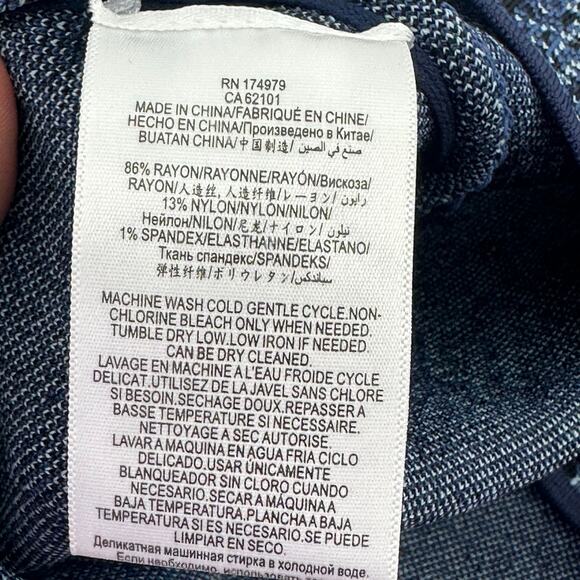 RN 174979
CA 62101
MADE IN CHINA/FABRIQUÉ EN CHINE/
HECHO EN CHINA/Произведено в Китае/
BUATAN CHINA/中国制造/ صنع في الصين/
86% RAYON/RAYONNE/RAYÓN/Вискоза/
RAYON/人造丝, 人造纤维/レーヨン/ رايون/
13% NYLON/NYLON/NILON/
Нейлон/NILON/尼龙/ナイロン/ نيلون/
1% SPANDEX/ELASTHANNE/ELASTANO/
Ткань спандекс/SPANDEKS/
弹性纤维/ポリウレタン/ سباندكس/
MACHINE WASH COLD GENTLE CYCLE.NON-
CHLORINE BLEACH ONLY WHEN NEEDED.
TUMBLE DRY LOW.LOW IRON IF NEEDED.
CAN BE DRY CLEANED.
LAVAGE EN MACHINE A L'EAU FROIDE CYCLE
DELICAT.UTILISEZ DE LA JAVEL SANS CHLORE
SI BESOIN.SECHAGE DOUX.REPASSER A
BASSE TEMPERATURE SI NECESSAIRE.
NETTOYAGE A SEC AUTORISE.
LAVAR A MAQUINA EN AGUA FRIA CICLO
DELICADO.USAR ÚNICAMENTE
BLANQUEADOR SIN CLORO CUANDO
NECESARIO.SECAR A MÁQUINA A
BAJA TEMPERATURA.PLANCHA A BAJA
TEMPERATURA SI ES NECESARIO.SE PUEDE
LIMPIAR EN SECO.
Деликатная машинная стирка в холодной воде.
Если необходимо, использовать